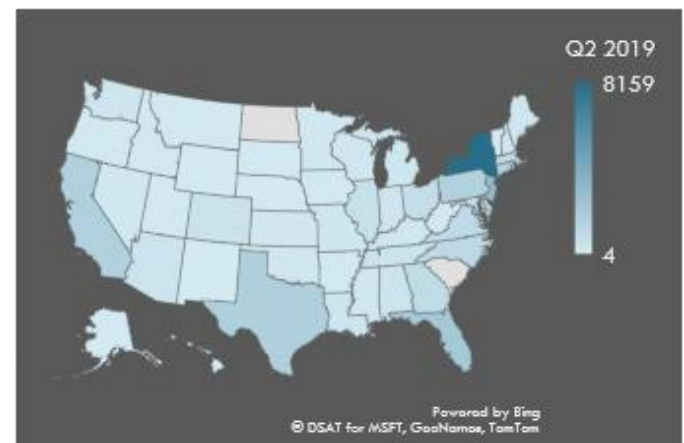 Q2 2019
8159
4
Powered by Bing
© DSAT for MSFT, GeoNames, TomTom